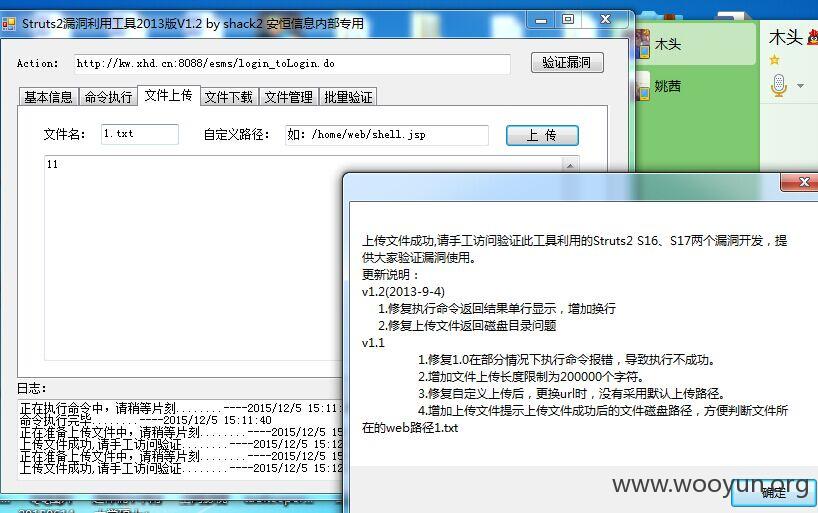 Struts2漏洞利用工具2013版V1.2 by shack2 安恒信息内部专用
Action: http://kw.xhd.cn:8088/esms/login_toLogin.do 验证漏洞
基本信息 命令执行 文件上传 文件下载 文件管理 批量验证
文件名: 1.txt 自定义路径: 如: /home/web/shell.jsp 上 传
11
日志:
正在执行命令中，请稍等片刻........----2015/12/5 15:11:
命令执行完毕........----2015/12/5 15:11:40
正在准备上传文件中，请稍等片刻........----2015/12/5 15:12
上传文件成功,请手工访问验证........----2015/12/5 15:12
正在准备上传文件中，请稍等片刻........----2015/12/5 15:12
上传文件成功,请手工访问验证........----2015/12/5 15:12
木头
姚茜
木头
上传文件成功,请手工访问验证此工具利用的Struts2 S16、S17两个漏洞开发，提
供大家验证漏洞使用。
更新说明：
v1.2(2013-9-4)
1.修复执行命令返回结果单行显示，增加换行
2.修复上传文件返回磁盘目录问题
v1.1
1.修复1.0在部分情况下执行命令报错，导致执行不成功。
2.增加文件上传长度限制为200000个字符。
3.修复自定义上传后，更换url时，没有采用默认上传路径。
4.增加上传文件提示上传文件成功后的文件磁盘路径，方便判断文件所
在的web路径1.txt
确定
www.wooyun.org